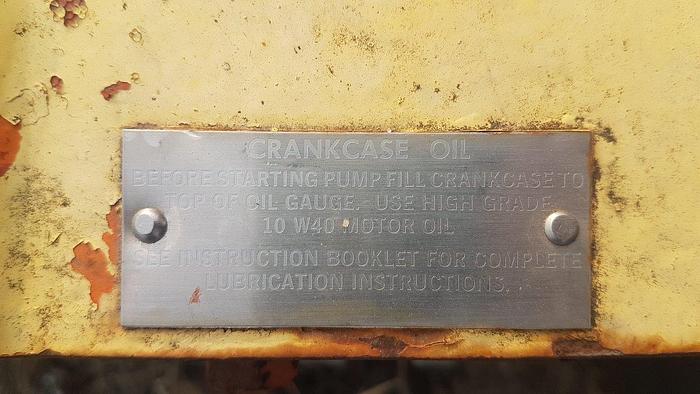 CRANKCASE OIL
BEFORE STARTING PUMP FILL CRANKCASE TO
TOP OF OIL GAUGE. USE HIGH GRADE
10 W40 MOTOR OIL
SEE INSTRUCTION BOOKLET FOR COMPLETE
LUBRICATION INSTRUCTIONS.